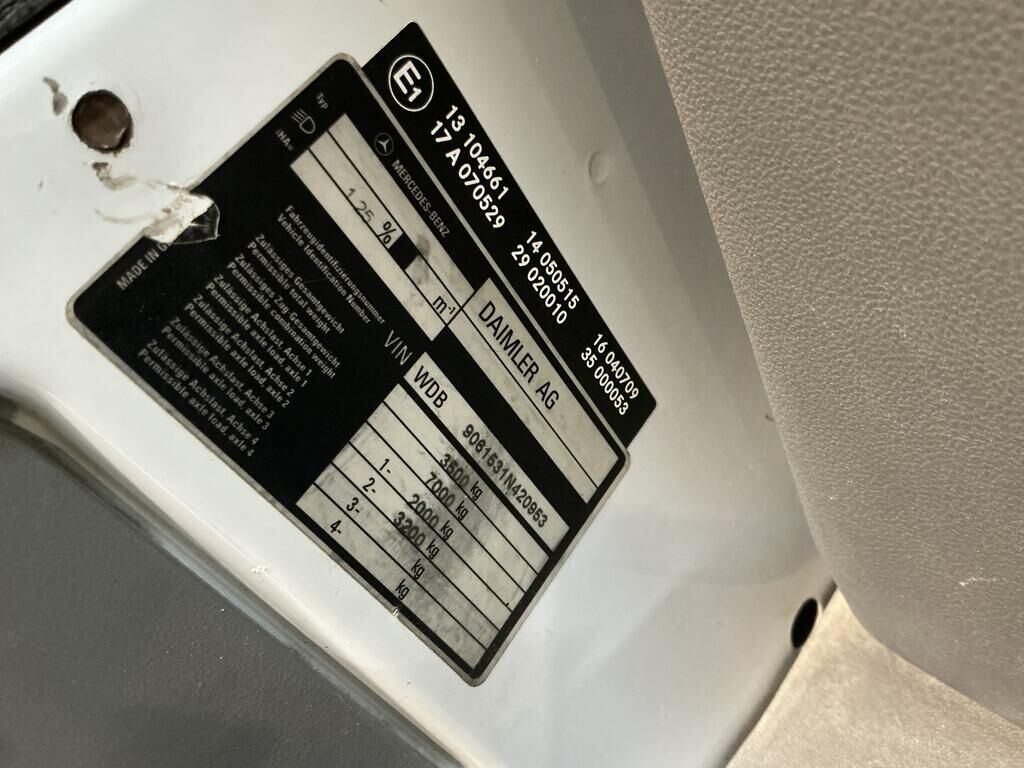 E1
13 104661
17 A 070529
14 050515
29 020010
16 040709
35 000053
MERCEDES-BENZ
DAIMLER AG
Typ
1.25 %
m-1
Fahrzeugidentifizierungsnummer
Vehicle Identification Number
VIN
WDB 9061531N420953
Zulässiges Gesamtgewicht
Permissible total weight
3500 kg
Zulässiges Zug Gesamtgewicht
Permissible combination weight
7000 kg
Zulässige Achslast, Achse 1
Permissible axle load, axle 1
1- 2000 kg
Zulässige Achslast, Achse 2
Permissible axle load, axle 2
2- 3200 kg
Zulässige Achslast, Achse 3
Permissible axle load, axle 3
3- kg
Zulässige Achslast, Achse 4
Permissible axle load, axle 4
4- kg
MADE IN